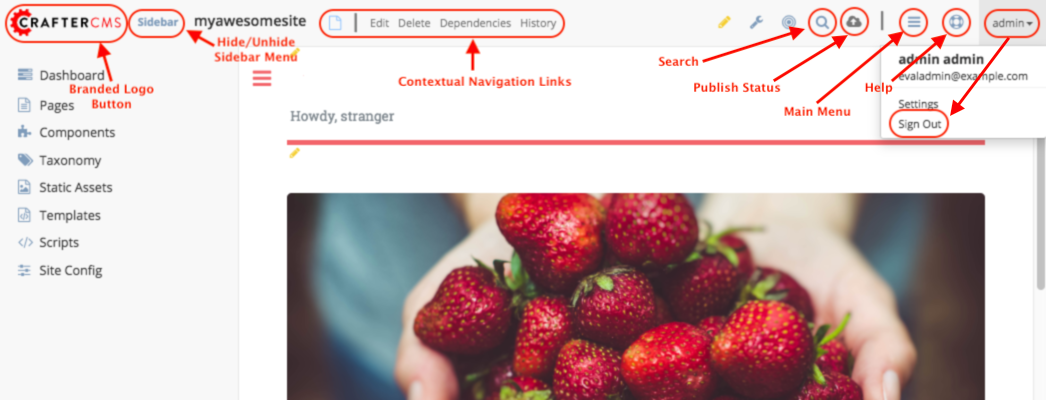 CRAFTERCMS Sidebar myawesomesite Edit Delete Dependencies History admin
Hide/Unhide
Sidebar Menu
Contextual Navigation Links
Search
Publish Status
Main Menu
Help
admin admin
evaladmin@example.com
Settings
Sign Out
Dashboard
Branded Logo
Button
Pages
Components
Taxonomy
Static Assets
Templates
Scripts
Site Config
Howdy, stranger